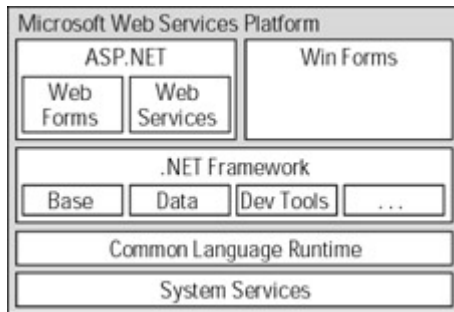 Microsoft Web Services Platform
ASP.NET
Web
Forms
Web
Services
Win Forms
.NET Framework
Base
Data
Dev Tools
. . .
Common Language Runtime
System Services